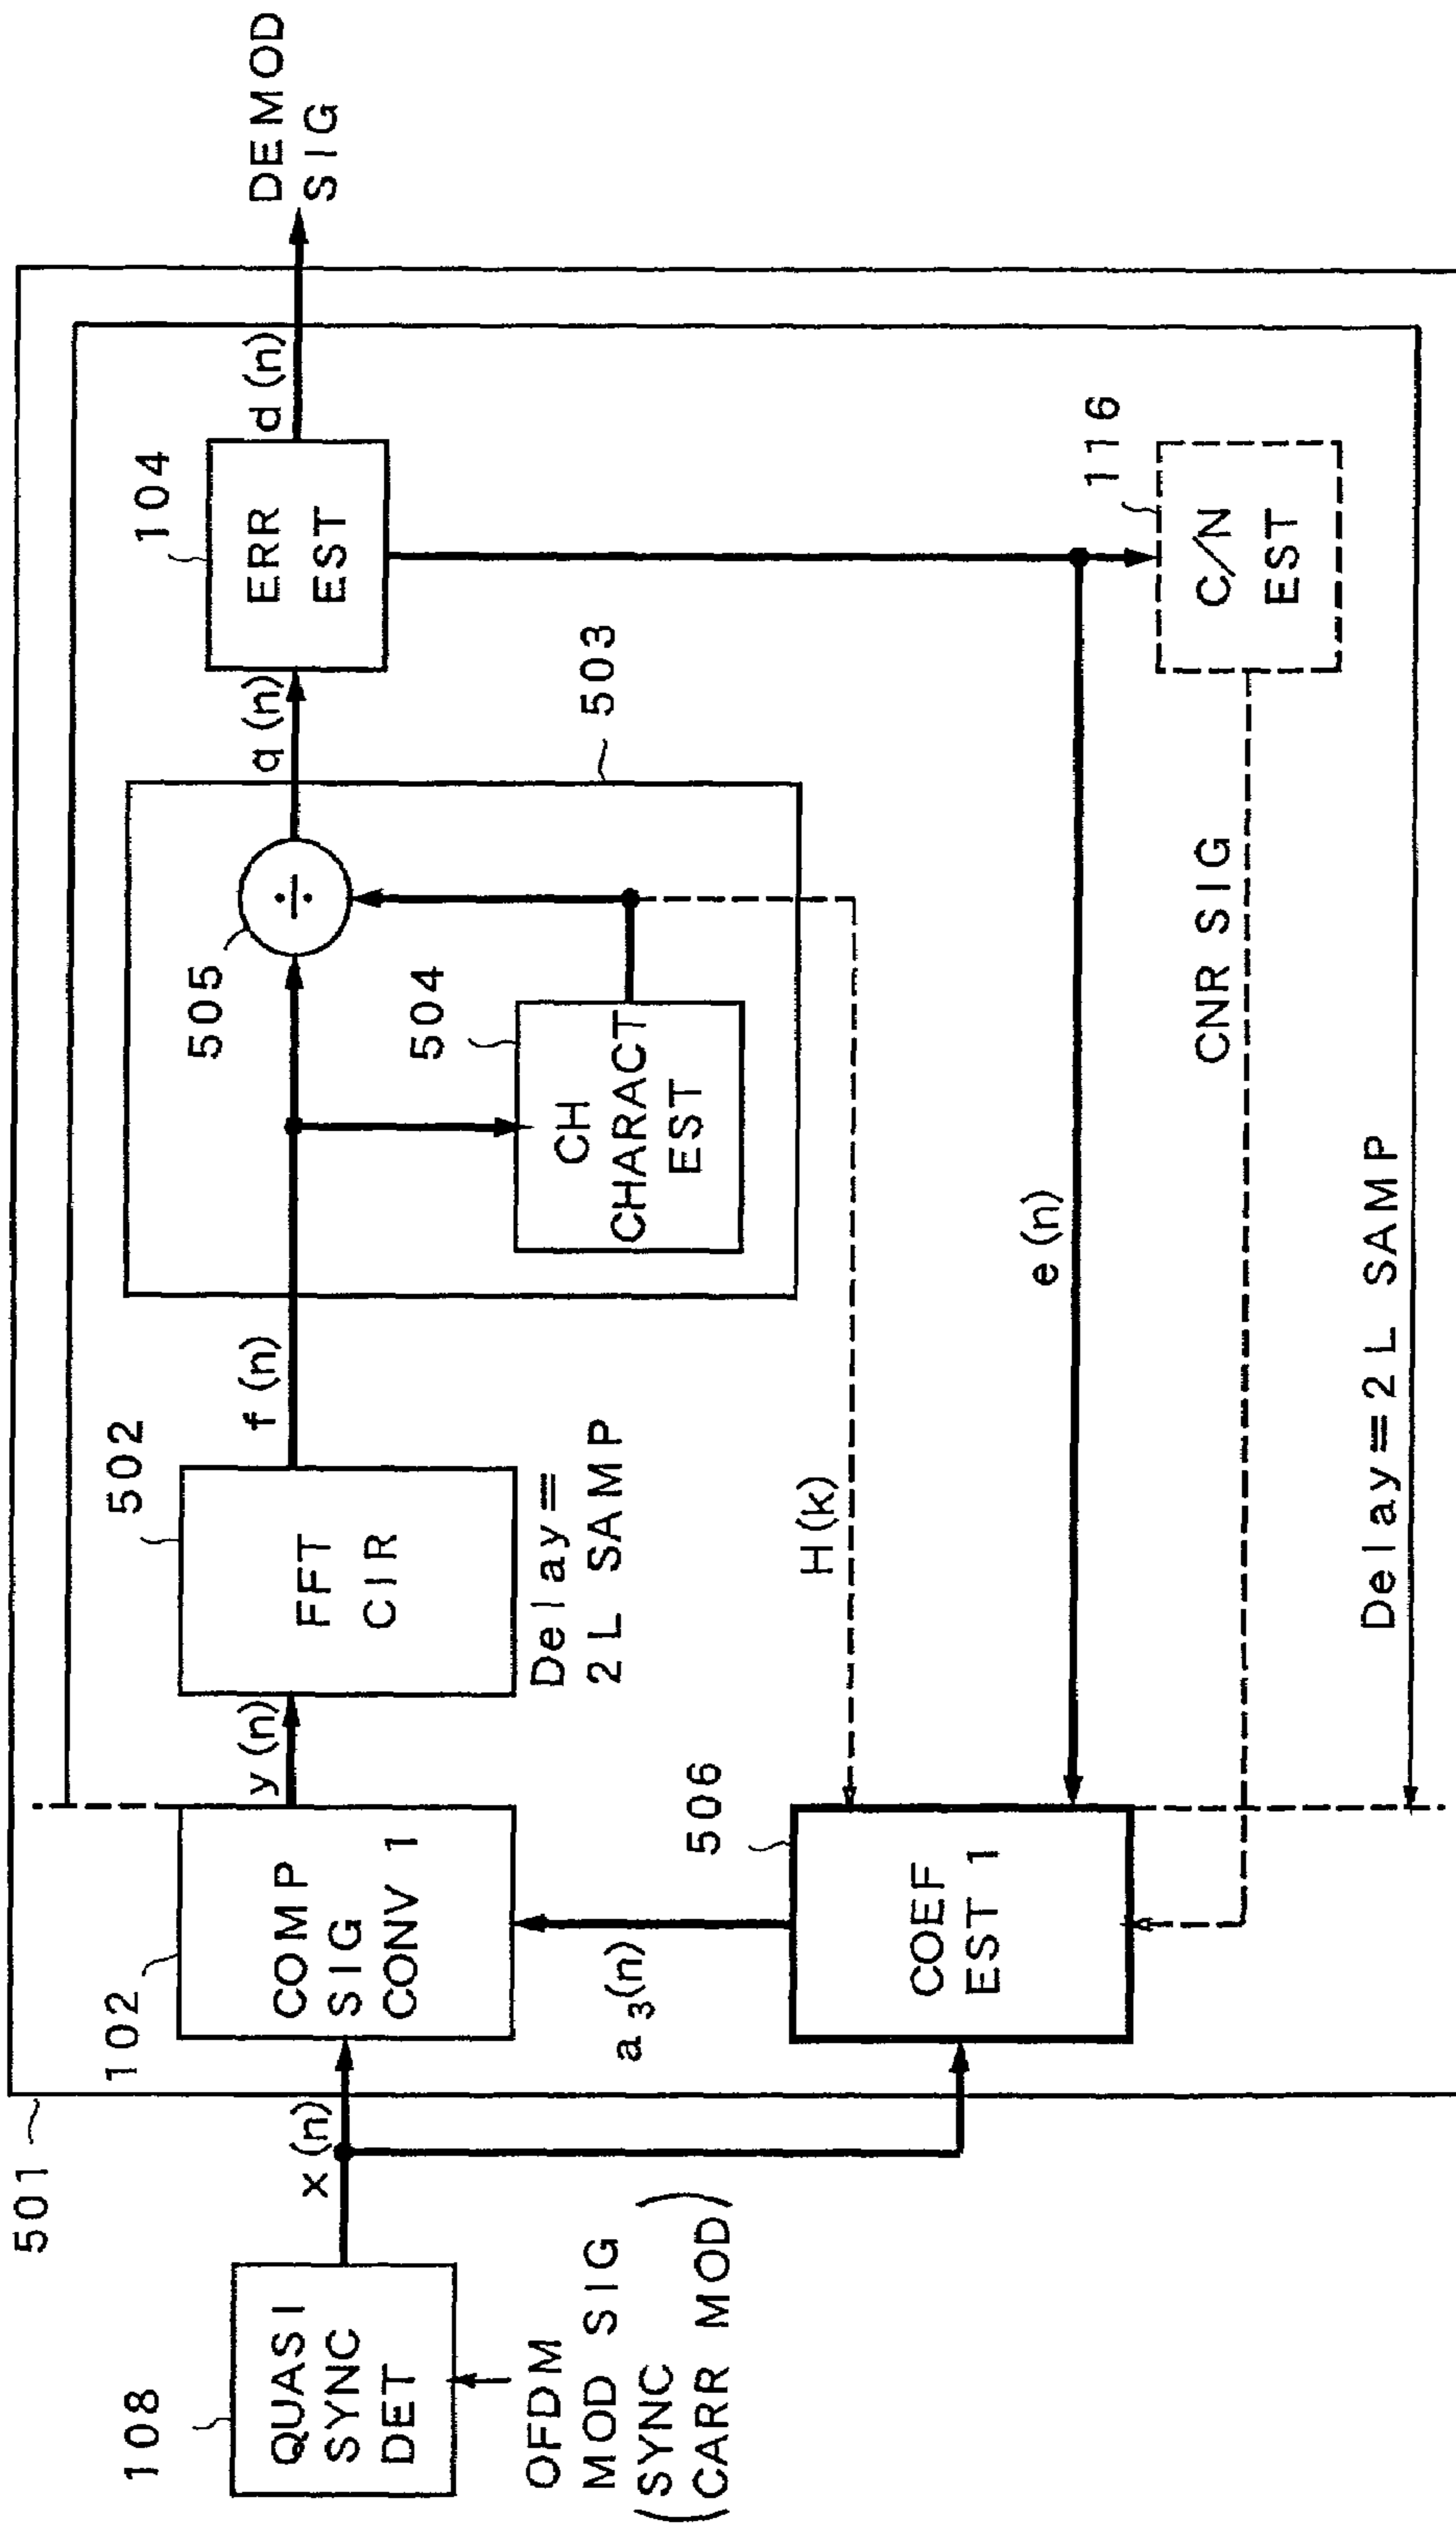 501
108
QUASI
SYNC
DET
OFDM
MOD SIG
(SYNC
CARR MOD)
x(n)
102
COMP
SIG
CONV 1
y(n)
502
FFT
CIR
Delay=
2L SAMP
f(n)
503
504
CH
CHARACT
EST
505
÷
q(n)
104
ERR
EST
d(n)
DEMOD
SIG
a3(n)
506
COEF
EST 1
H(k)
e(n)
CNR SIG
116
C/N
EST
Delay=2L SAMP